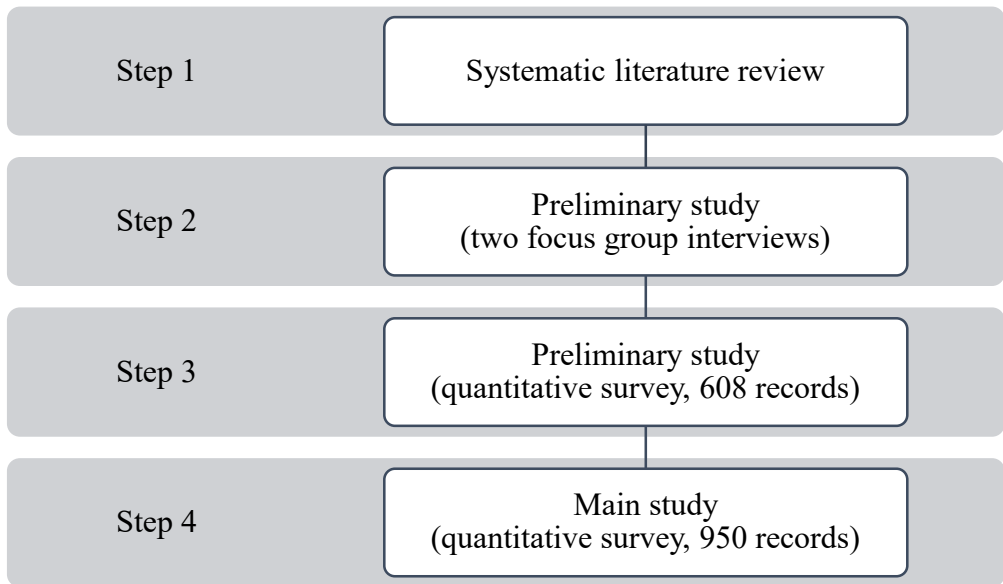 Step 1
Systematic literature review
Step 2
Preliminary study
(two focus group interviews)
Step 3
Preliminary study
(quantitative survey, 608 records)
Step 4
Main study
(quantitative survey, 950 records)